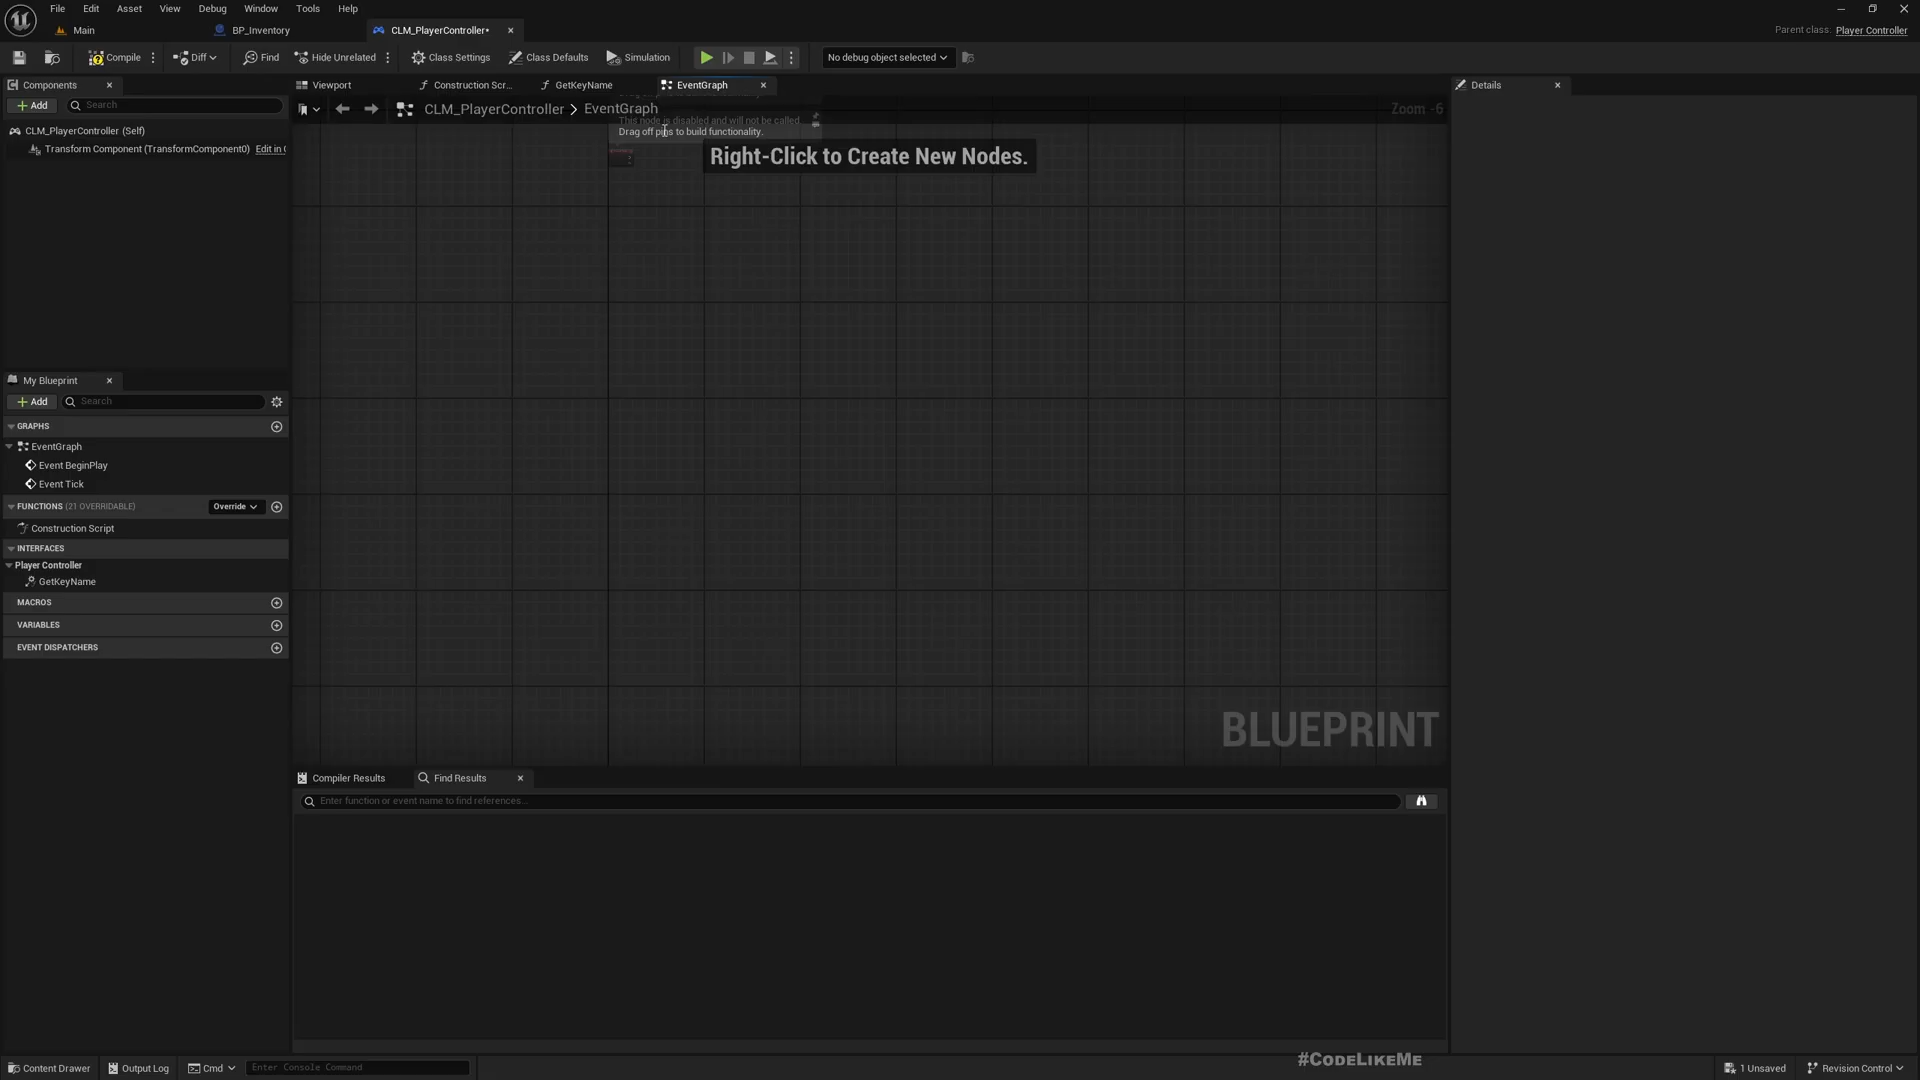 File Edit Asset View Debug Window Tools Help
Main BP_Inventory CLM_PlayerController•
Parent class: Player Controller
Compile Diff Find Hide Unrelated Class Settings Class Defaults Simulation No debug object selected
Components
Viewport Construction Scr... GetKeyName EventGraph
Details
Add Search
CLM_PlayerController > EventGraph
Zoom -6
This node is disabled and will not be called.
Drag off pins to build functionality.
CLM_PlayerController (Self)
Transform Component (TransformComponent0) Edit in C
Right-Click to Create New Nodes.
My Blueprint
Add Search
GRAPHS
EventGraph
Event BeginPlay
Event Tick
FUNCTIONS (21 OVERRIDABLE) Override
Construction Script
INTERFACES
Player Controller
GetKeyName
MACROS
VARIABLES
EVENT DISPATCHERS
BLUEPRINT
Compiler Results Find Results
Enter function or event name to find references...
#CodeLikeMe
Content Drawer Output Log Cmd Enter Console Command
1 Unsaved Revision Control